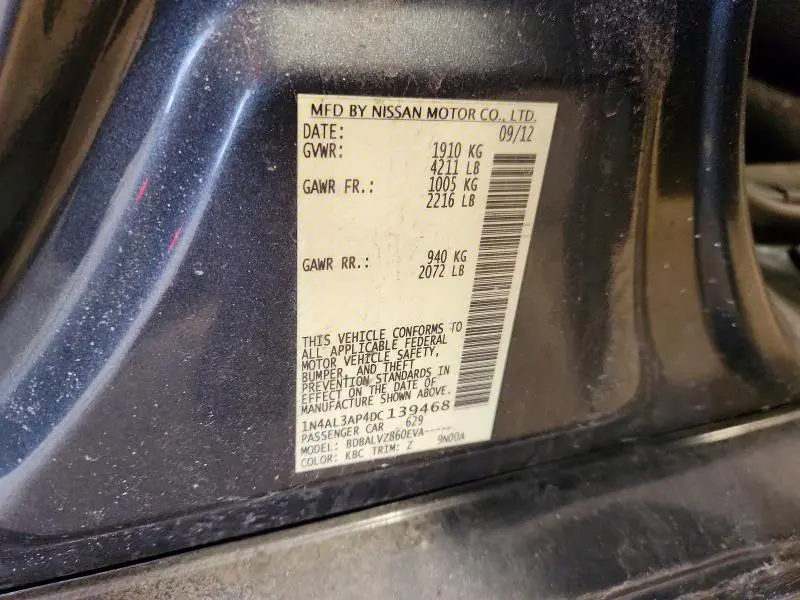 MFD BY NISSAN MOTOR CO., LTD.
DATE: 09/12
GVWR: 1910 KG
4211 LB
GAWR FR.: 1005 KG
2216 LB
GAWR RR.: 940 KG
2072 LB
THIS VEHICLE CONFORMS TO
ALL APPLICABLE FEDERAL
MOTOR VEHICLE SAFETY,
BUMPER, AND THEFT
PREVENTION STANDARDS IN
EFFECT ON THE DATE OF
MANUFACTURE SHOWN ABOVE.
1N4AL3AP4DC 139468
PASSENGER CAR 629
MODEL: BDBALVZ860EVA-----
COLOR: KBC TRIM: Z 9N00A